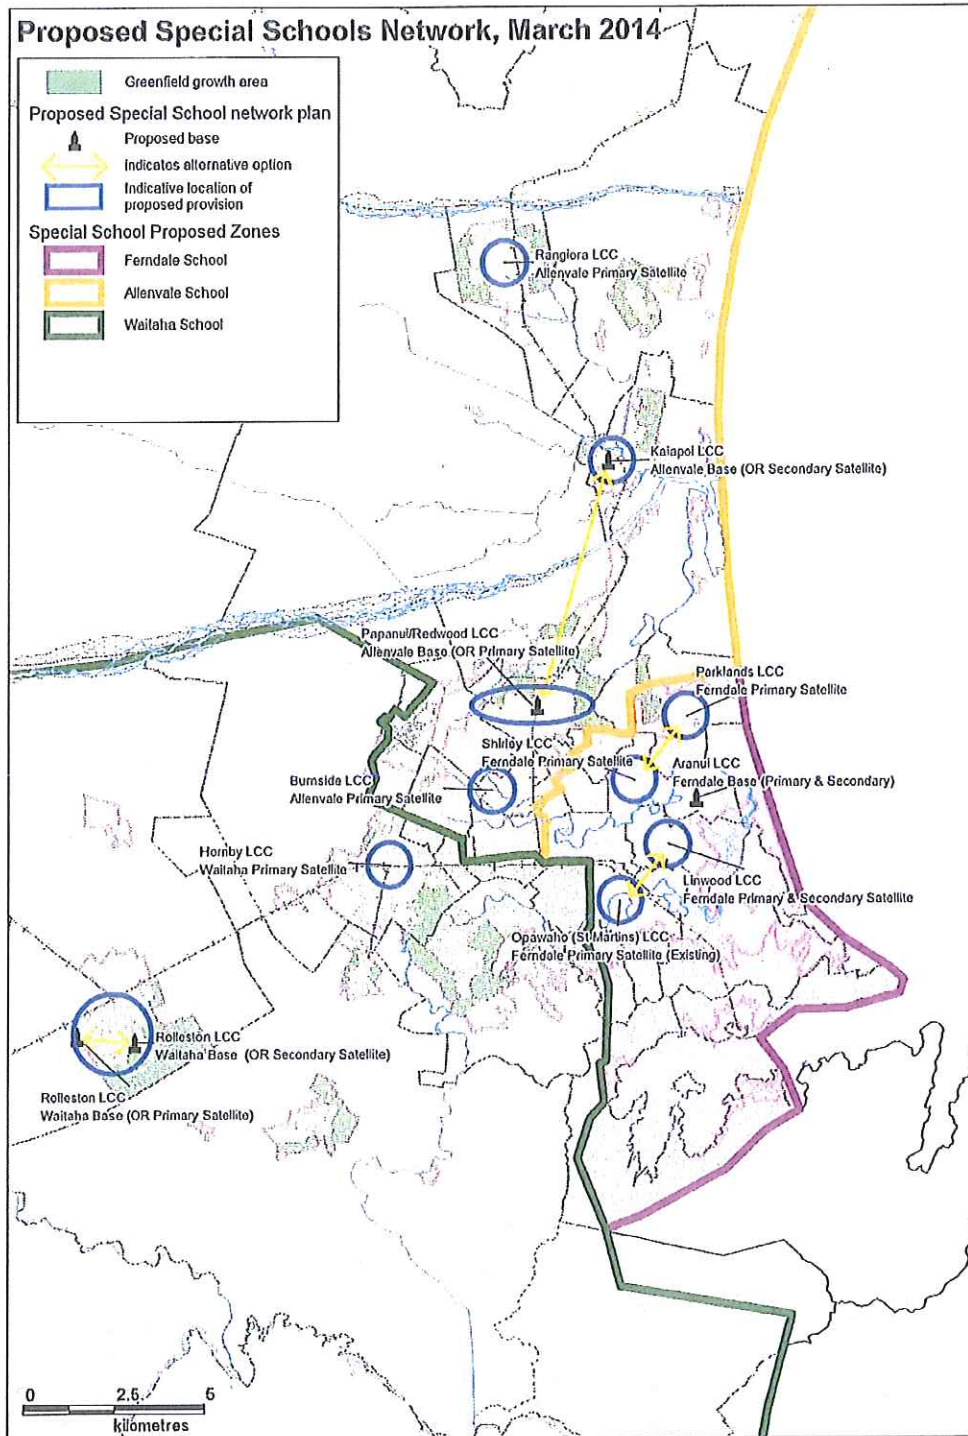 Proposed Special Schools Network, March 2014
Greenfield growth area
Proposed Special School network plan
Proposed base
Indicates alternative option
Indicative location of
proposed provision
Special School Proposed Zones
Ferndale School
Allenvale School
Waitaha School
Rangiora LCC
Allenvale Primary Satellite
Kaiapoi LCC
Allenvale Base (OR Secondary Satellite)
Papanui/Redwood LCC
Allenvale Base (OR Primary Satellite)
Parklands LCC
Ferndale Primary Satellite
Shirley LCC
Ferndale Primary Satellite
Aranui LCC
Ferndale Base (Primary & Secondary)
Burnside LCC
Allenvale Primary Satellite
Hornby LCC
Waitaha Primary Satellite
Linwood LCC
Ferndale Primary & Secondary Satellite
Opawaho (St Martins) LCC
Ferndale Primary Satellite (Existing)
Rolleston LCC
Waitaha Base (OR Secondary Satellite)
Rolleston LCC
Waitaha Base (OR Primary Satellite)
0 2.5 5
kilometres